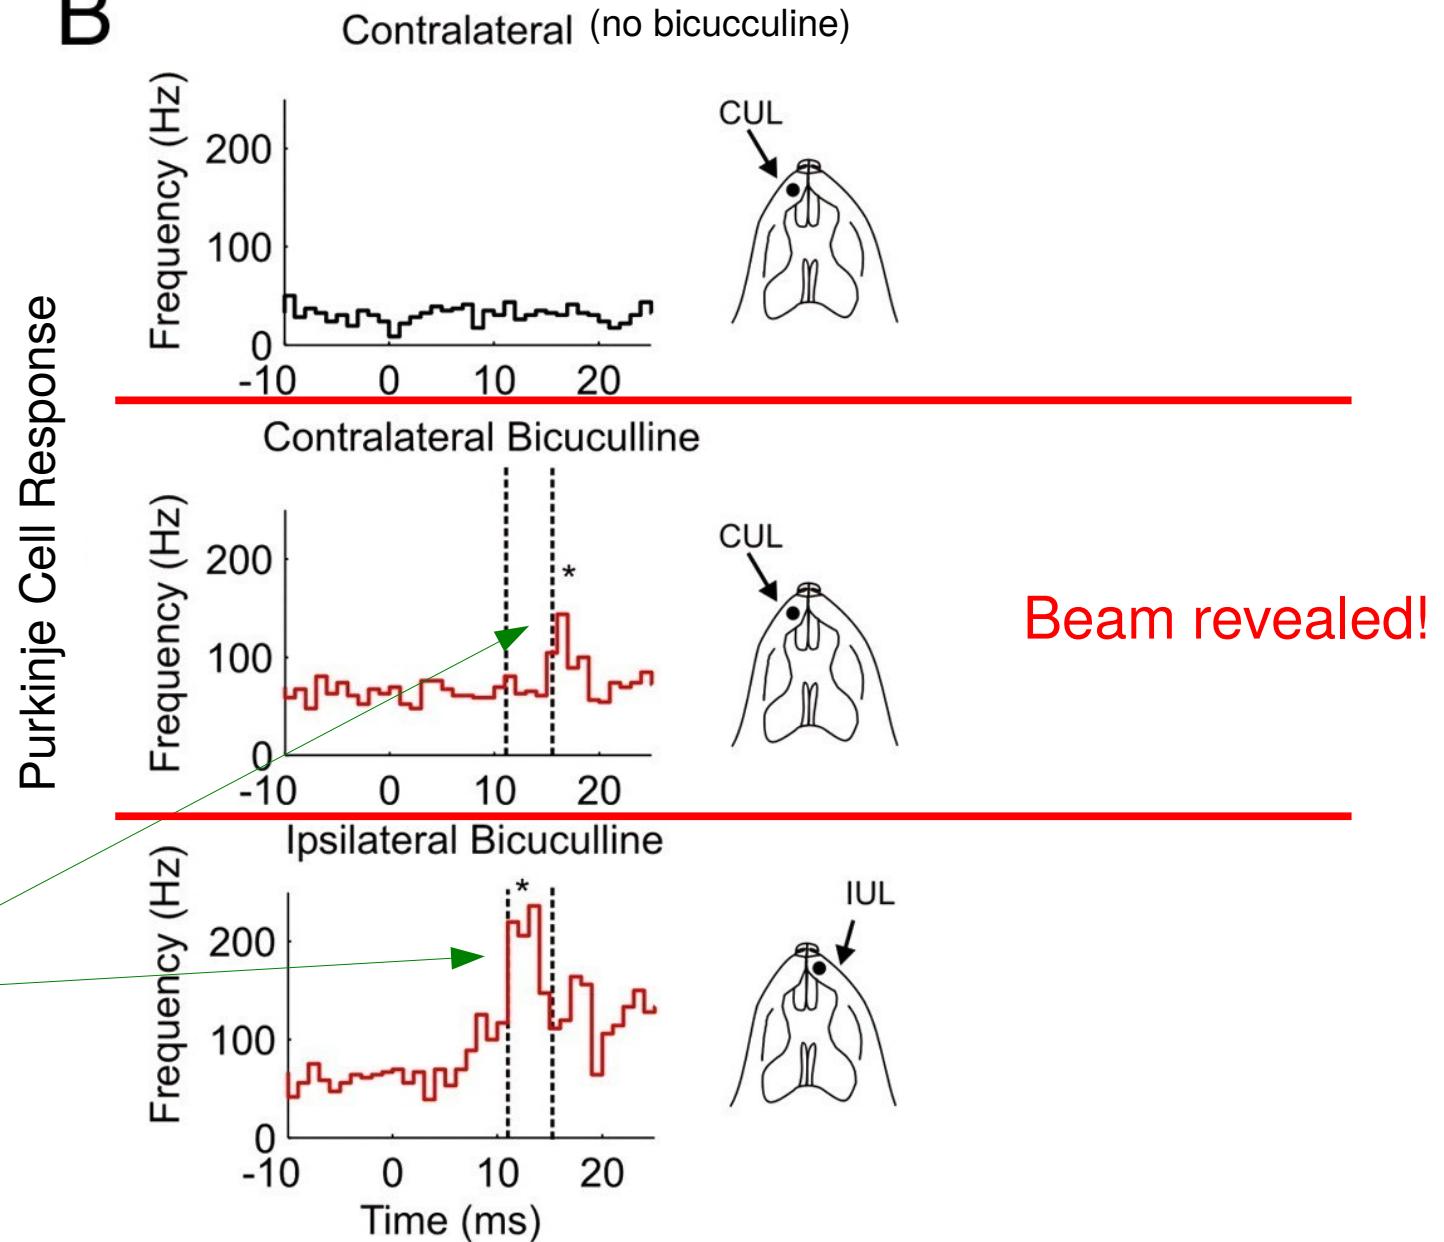 B
Contralateral (no bicucculine)
Purkinje Cell Response
Frequency (Hz)
200
100
0
-10 0 10 20
CUL
Contralateral Bicuculline
Frequency (Hz)
200
100
0
-10 0 10 20
*
CUL
Beam revealed!
Ipsilateral Bicuculline
Frequency (Hz)
200
100
0
-10 0 10 20
*
IUL
Time (ms)